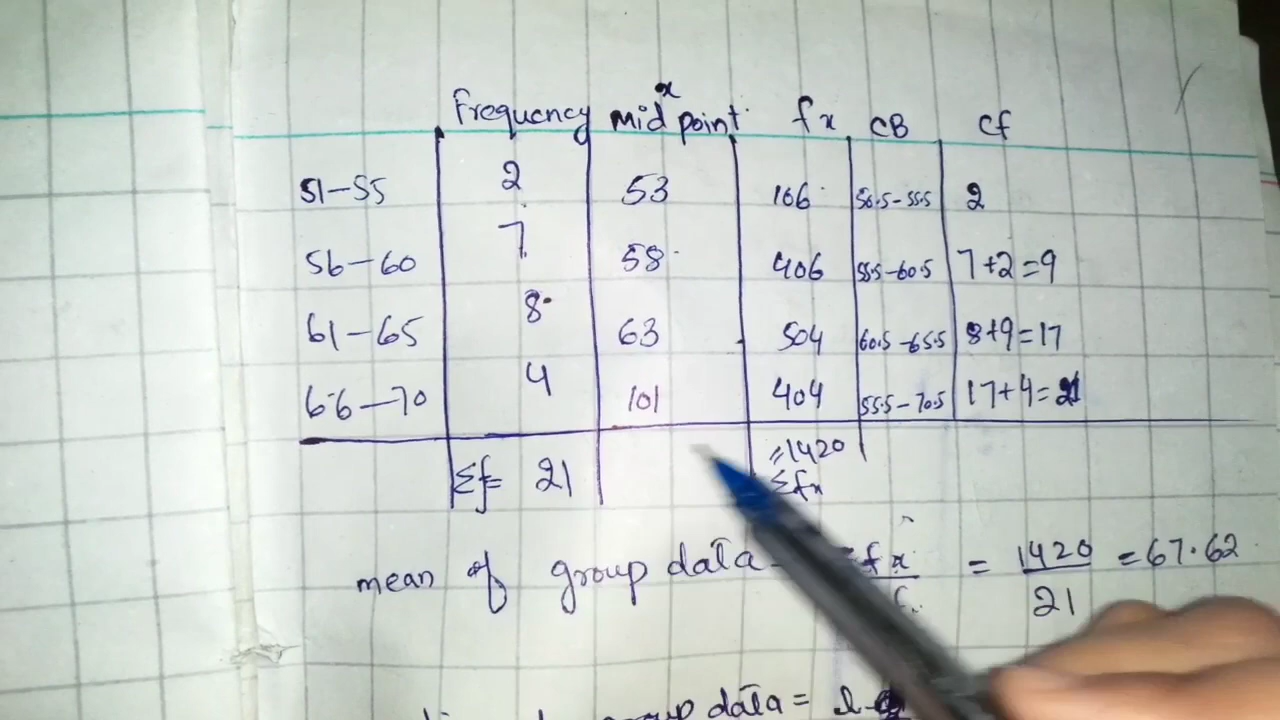 Frequency mid x point fx CB Cf
51-55 2 53 106 50.5-55.5 2
56-60 7 58 406 55.5-60.5 7+2=9
61-65 8 63 504 60.5-65.5 8+9=17
66-70 4 101 404 55.5-70.5 17+4=21
Σf= 21 =1420
Σfx
mean of group data = fx = 1420 = 67.62
21
group data = l